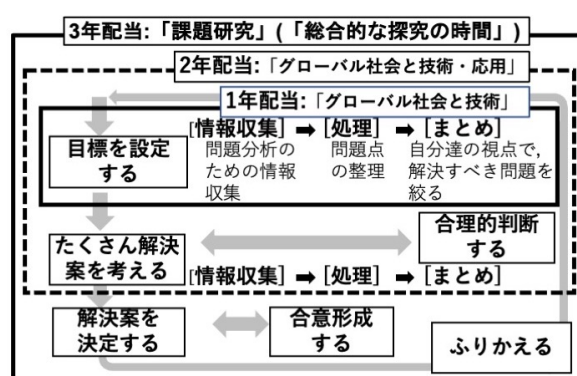 3年配当:「課題研究」(「総合的な探究の時間」)
2年配当:「グローバル社会と技術・応用」
1年配当:「グローバル社会と技術」
[情報収集] ➡ [処理] ➡ [まとめ]
目標を設定
する
問題分析の
ための情報
収集
問題点
の整理
自分達の視点で,
解決すべき問題を
絞る
たくさん解決
案を考える
合理的判断
する
[情報収集] ➡ [処理] ➡ [まとめ]
解決案を
決定する
合意形成
する
ふりかえる